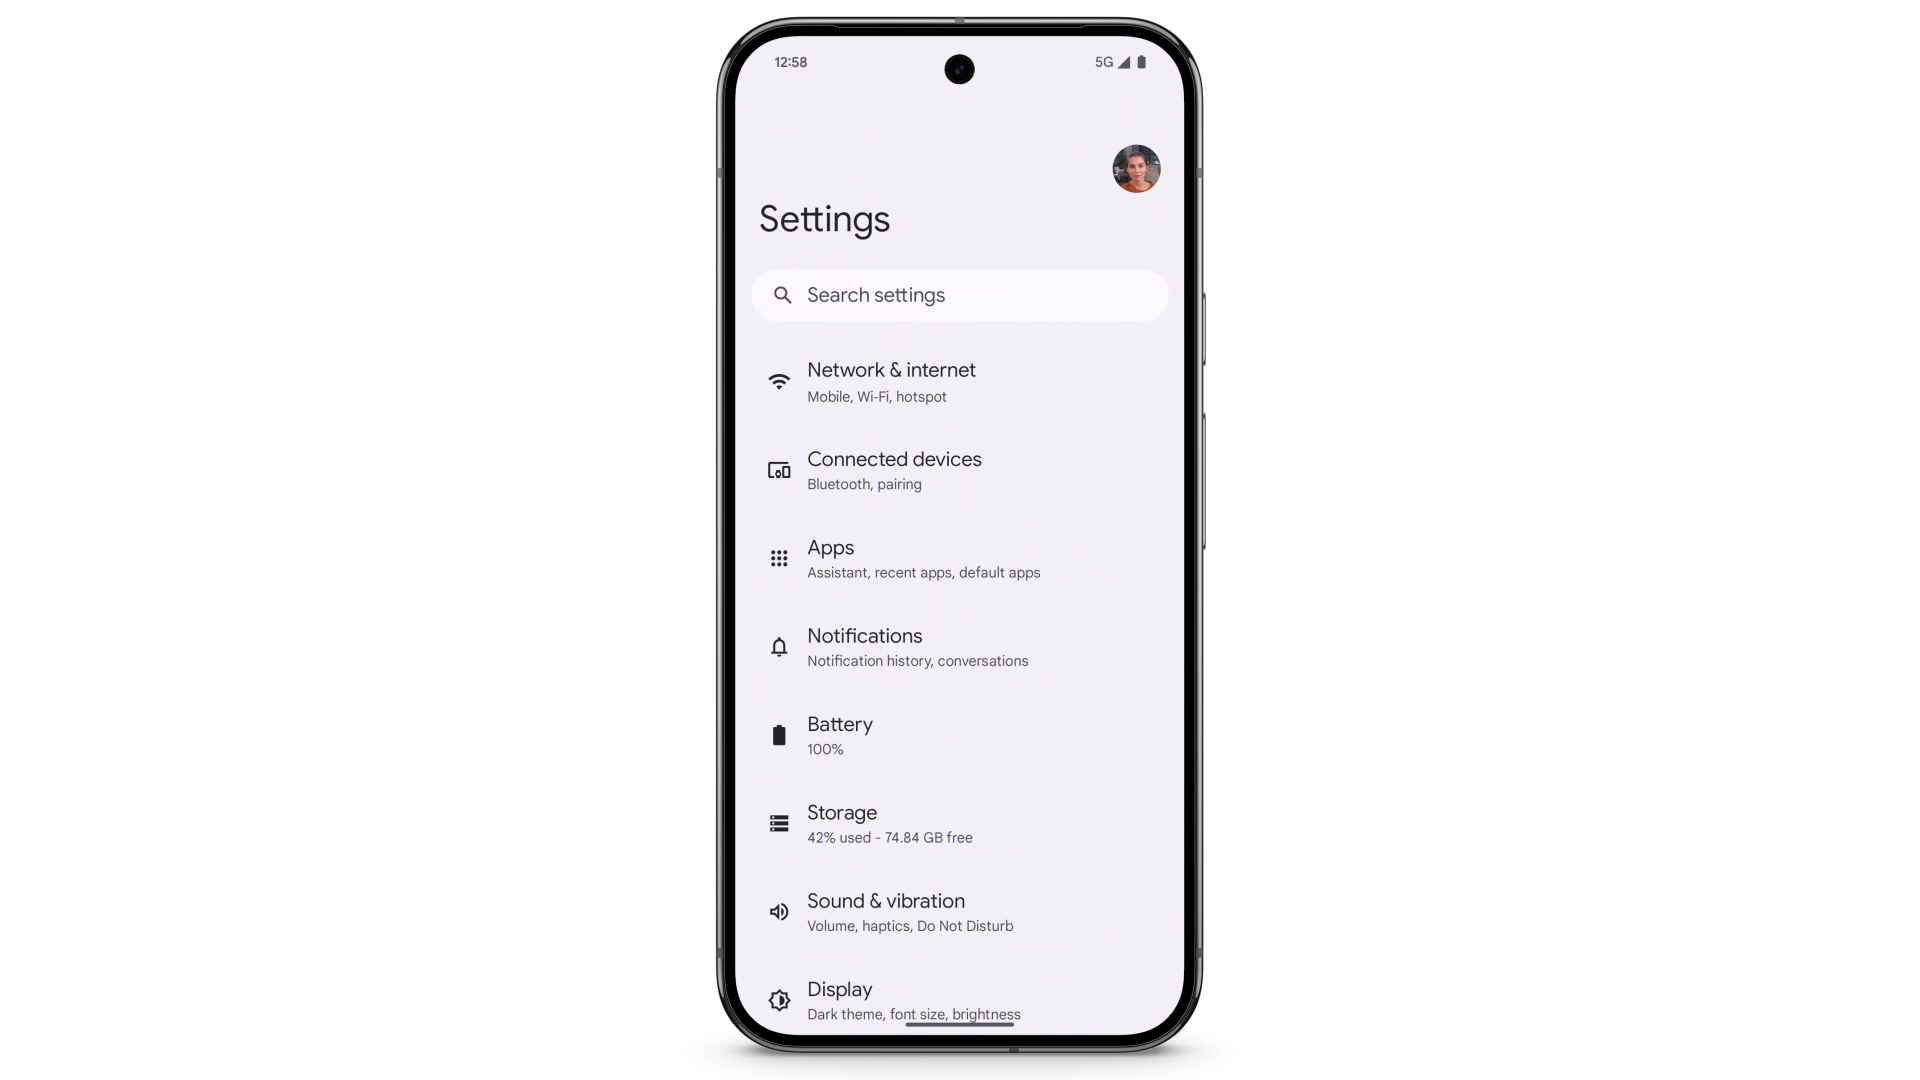 12:58
5G
Settings
Search settings
Network & internet
Mobile, Wi-Fi, hotspot
Connected devices
Bluetooth, pairing
Apps
Assistant, recent apps, default apps
Notifications
Notification history, conversations
Battery
100%
Storage
42% used - 74.84 GB free
Sound & vibration
Volume, haptics, Do Not Disturb
Display
Dark theme, font size, brightness